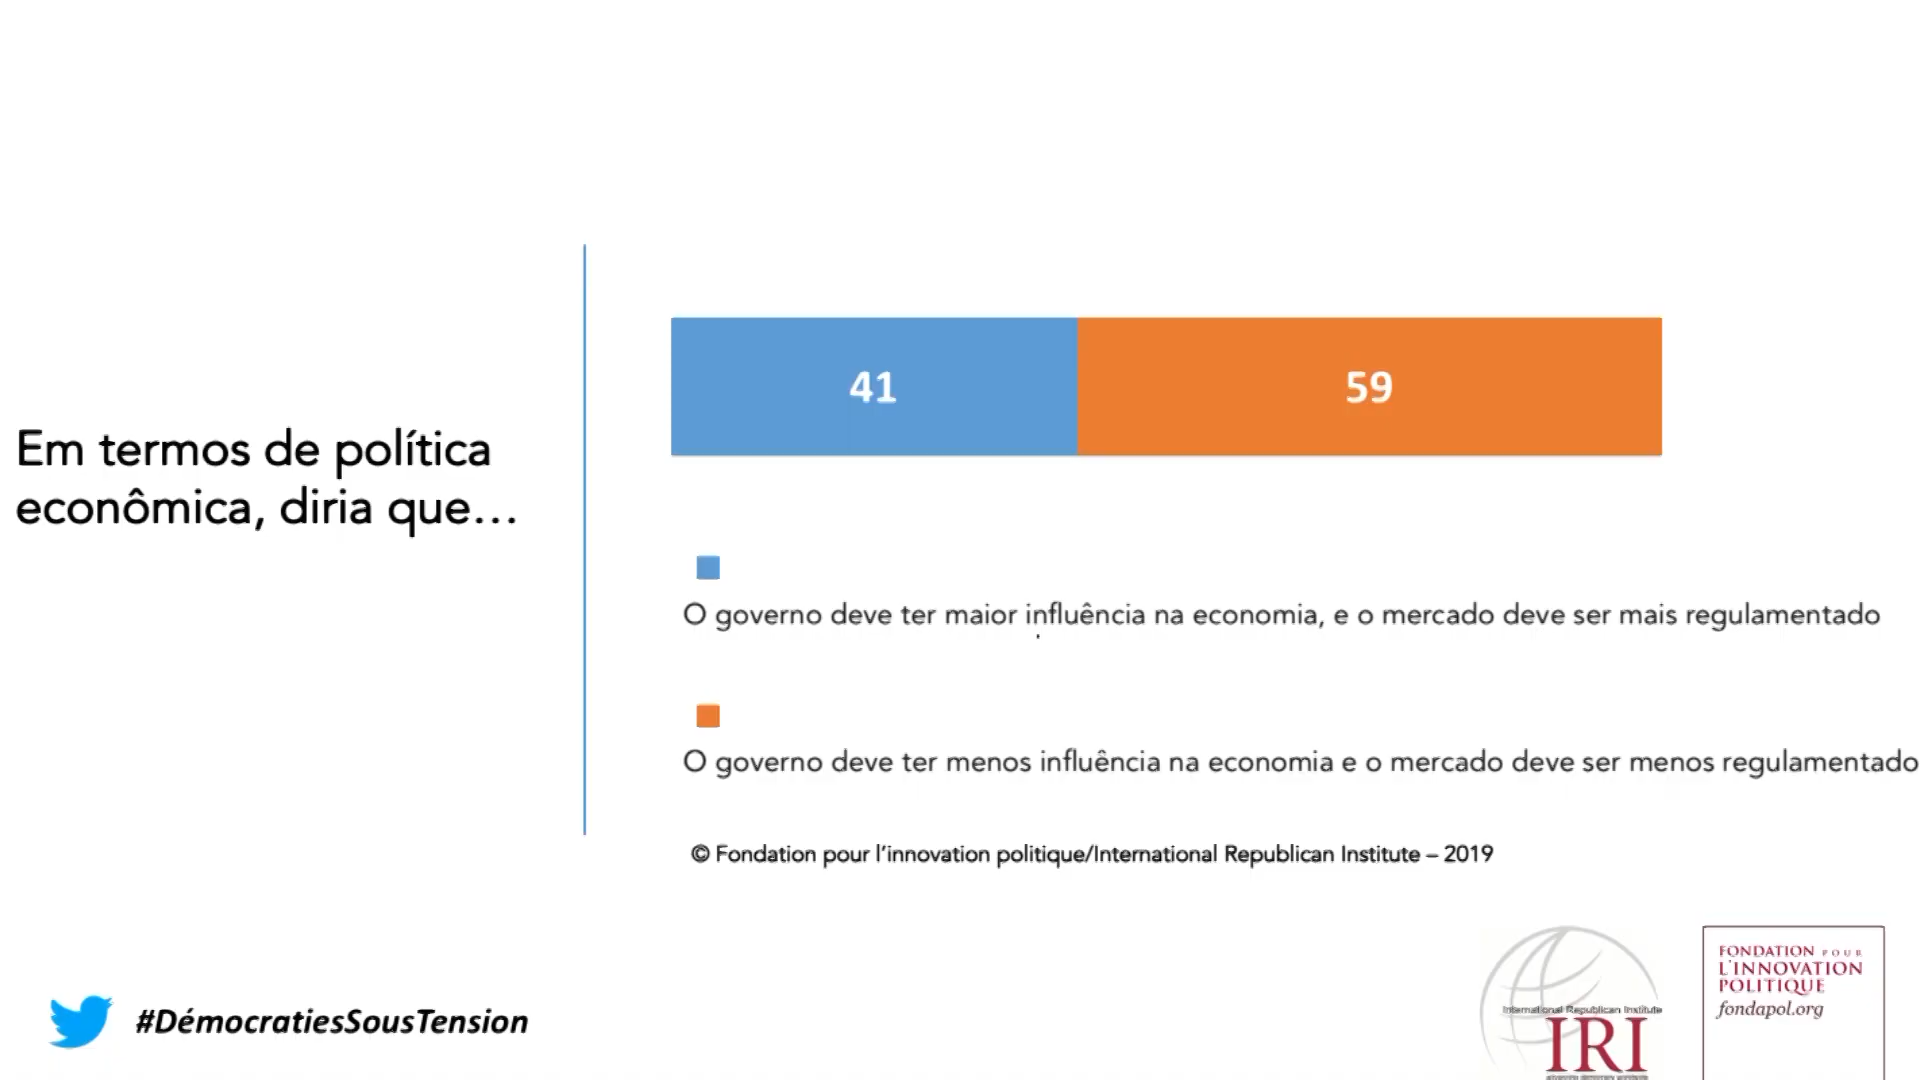 41
59
Em termos de política
econômica, diria que…
O governo deve ter maior influência na economia, e o mercado deve ser mais regulamentado
O governo deve ter menos influência na economia e o mercado deve ser menos regulamentado
© Fondation pour l'innovation politique/International Republican Institute – 2019
#DémocratiesSousTension
International Republican Institute
IRI
FONDATION POUR
L'INNOVATION
POLITIQUE
fondapol.org